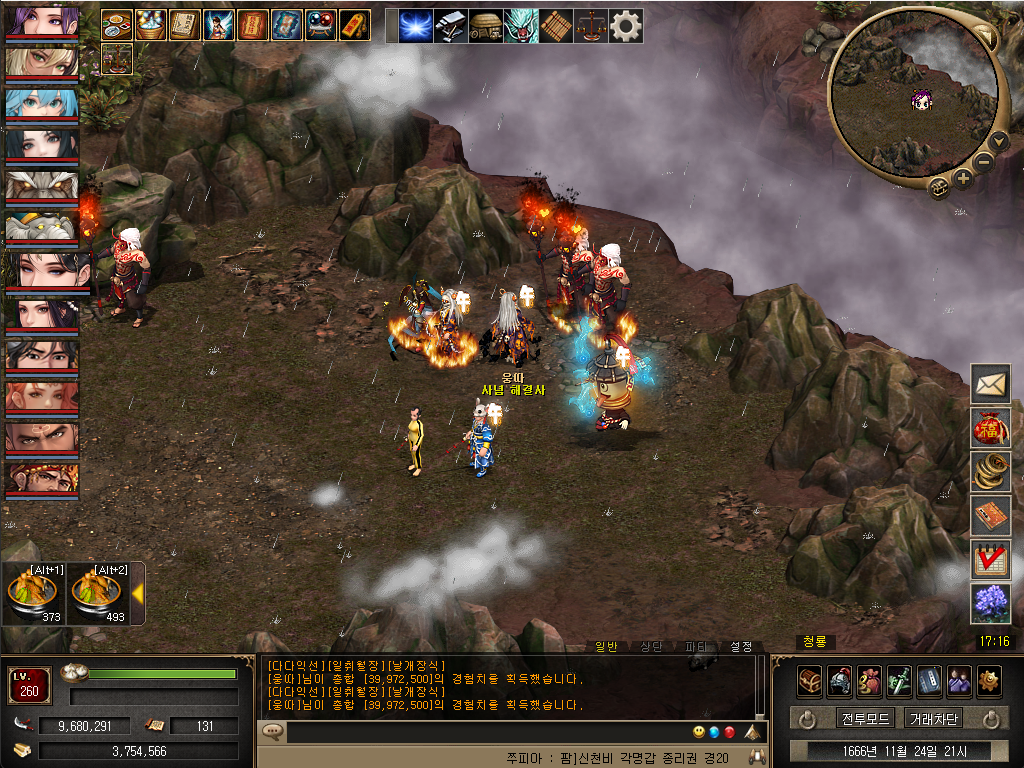 웅따
사념 해결사
[Alt+1]
[Alt+2]
373
493
福
17:16
일반 상단 파티 설정
청룡
LV.
260
[다다익선][일취월장][날개장식]
[웅따]님이 총합 [39,972,500]의 경험치를 획득했습니다.
[다다익선][일취월장][날개장식]
[웅따]님이 총합 [39,972,500]의 경험치를 획득했습니다.
9,680,291
131
3,754,566
전투모드
거래차단
쭈피아 : 팜]신천비 각명갑 종리권 경20
1666년 11월 24일 21시